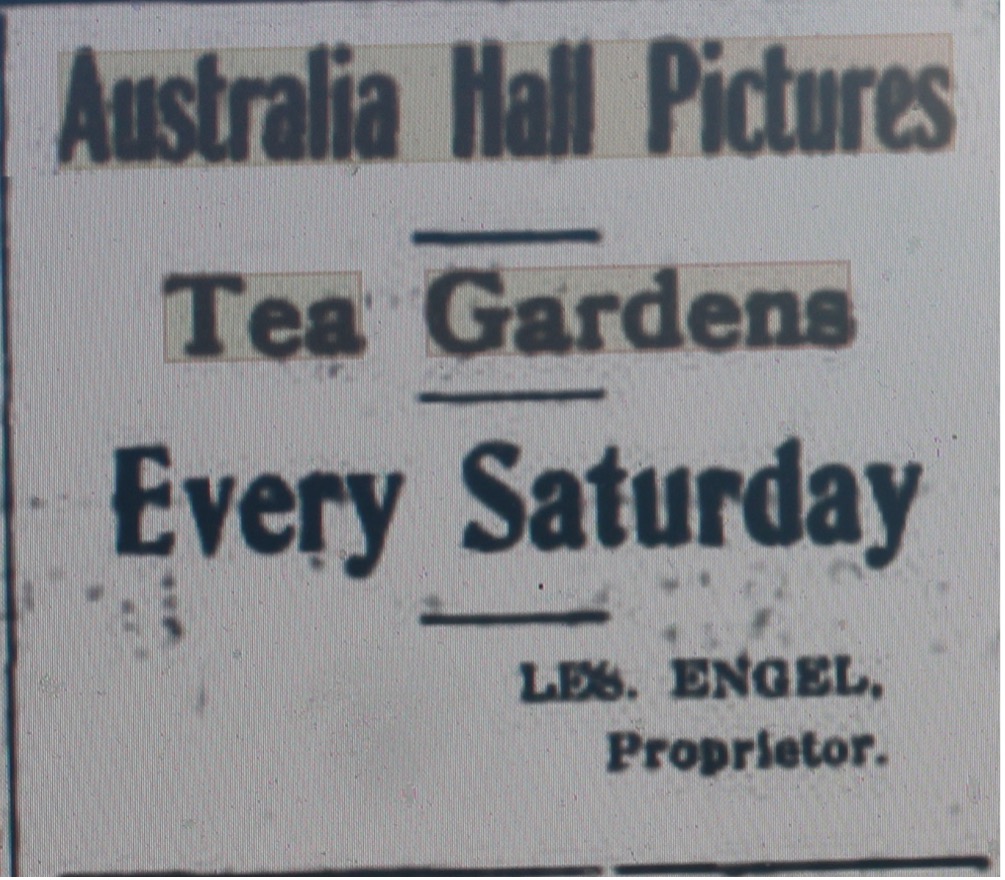 Australia Hall Pictures
Tea Gardens
Every Saturday
LES. ENGEL,
Proprietor.